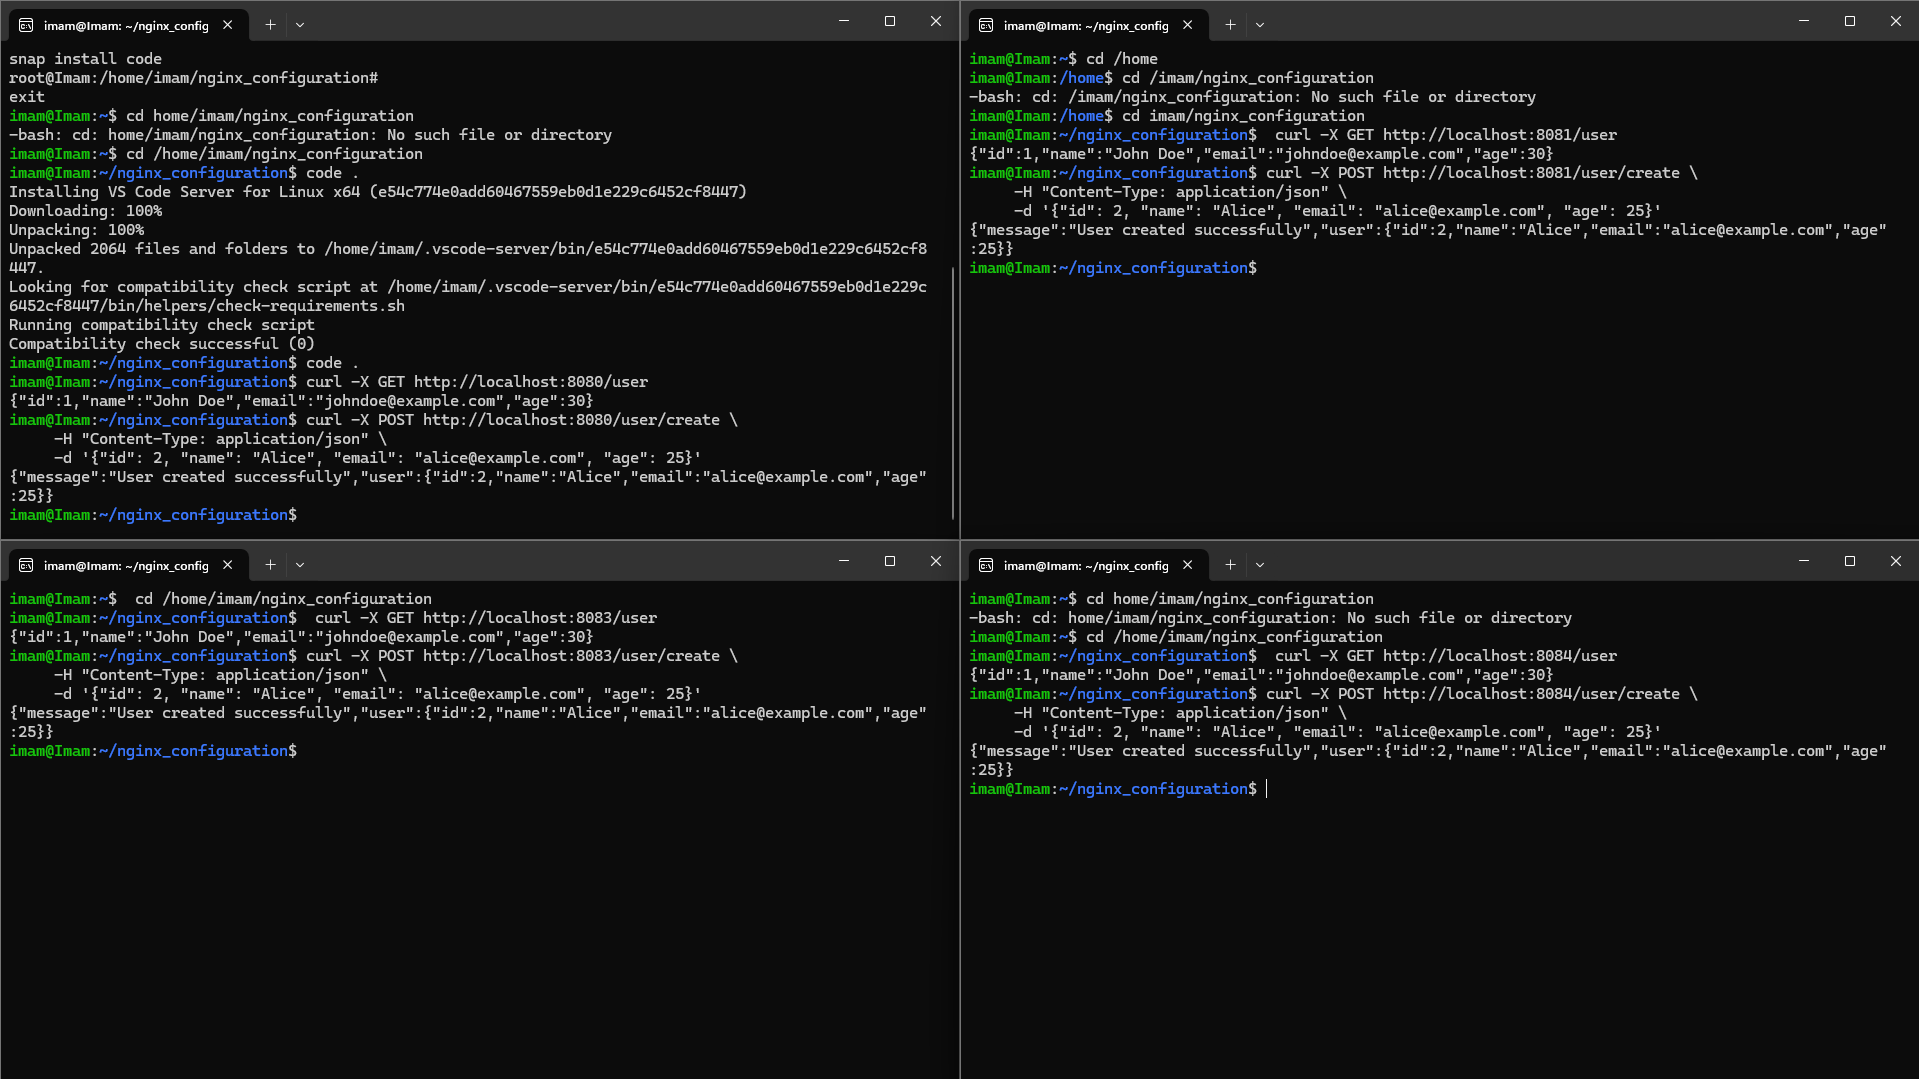 imam@Imam: ~/nginx_config
snap install code
root@Imam:/home/imam/nginx_configuration#
exit
imam@Imam:~$ cd home/imam/nginx_configuration
-bash: cd: home/imam/nginx_configuration: No such file or directory
imam@Imam:~$ cd /home/imam/nginx_configuration
imam@Imam:~/nginx_configuration$ code .
Installing VS Code Server for Linux x64 (e54c774e0add60467559eb0d1e229c6452cf8447)
Downloading: 100%
Unpacking: 100%
Unpacked 2064 files and folders to /home/imam/.vscode-server/bin/e54c774e0add60467559eb0d1e229c6452cf8
447.
Looking for compatibility check script at /home/imam/.vscode-server/bin/e54c774e0add60467559eb0d1e229c
6452cf8447/bin/helpers/check-requirements.sh
Running compatibility check script
Compatibility check successful (0)
imam@Imam:~/nginx_configuration$ code .
imam@Imam:~/nginx_configuration$ curl -X GET http://localhost:8080/user
{"id":1,"name":"John Doe","email":"johndoe@example.com","age":30}
imam@Imam:~/nginx_configuration$ curl -X POST http://localhost:8080/user/create \
     -H "Content-Type: application/json" \
     -d '{"id": 2, "name": "Alice", "email": "alice@example.com", "age": 25}'
{"message":"User created successfully","user":{"id":2,"name":"Alice","email":"alice@example.com","age"
:25}}
imam@Imam:~/nginx_configuration$
imam@Imam: ~/nginx_config
imam@Imam:~$ cd /home
imam@Imam:/home$ cd /imam/nginx_configuration
-bash: cd: /imam/nginx_configuration: No such file or directory
imam@Imam:/home$ cd imam/nginx_configuration
imam@Imam:~/nginx_configuration$  curl -X GET http://localhost:8081/user
{"id":1,"name":"John Doe","email":"johndoe@example.com","age":30}
imam@Imam:~/nginx_configuration$ curl -X POST http://localhost:8081/user/create \
     -H "Content-Type: application/json" \
     -d '{"id": 2, "name": "Alice", "email": "alice@example.com", "age": 25}'
{"message":"User created successfully","user":{"id":2,"name":"Alice","email":"alice@example.com","age"
:25}}
imam@Imam:~/nginx_configuration$
imam@Imam: ~/nginx_config
imam@Imam:~$  cd /home/imam/nginx_configuration
imam@Imam:~/nginx_configuration$  curl -X GET http://localhost:8083/user
{"id":1,"name":"John Doe","email":"johndoe@example.com","age":30}
imam@Imam:~/nginx_configuration$ curl -X POST http://localhost:8083/user/create \
     -H "Content-Type: application/json" \
     -d '{"id": 2, "name": "Alice", "email": "alice@example.com", "age": 25}'
{"message":"User created successfully","user":{"id":2,"name":"Alice","email":"alice@example.com","age"
:25}}
imam@Imam:~/nginx_configuration$
imam@Imam: ~/nginx_config
imam@Imam:~$ cd home/imam/nginx_configuration
-bash: cd: home/imam/nginx_configuration: No such file or directory
imam@Imam:~$ cd /home/imam/nginx_configuration
imam@Imam:~/nginx_configuration$  curl -X GET http://localhost:8084/user
{"id":1,"name":"John Doe","email":"johndoe@example.com","age":30}
imam@Imam:~/nginx_configuration$ curl -X POST http://localhost:8084/user/create \
     -H "Content-Type: application/json" \
     -d '{"id": 2, "name": "Alice", "email": "alice@example.com", "age": 25}'
{"message":"User created successfully","user":{"id":2,"name":"Alice","email":"alice@example.com","age"
:25}}
imam@Imam:~/nginx_configuration$